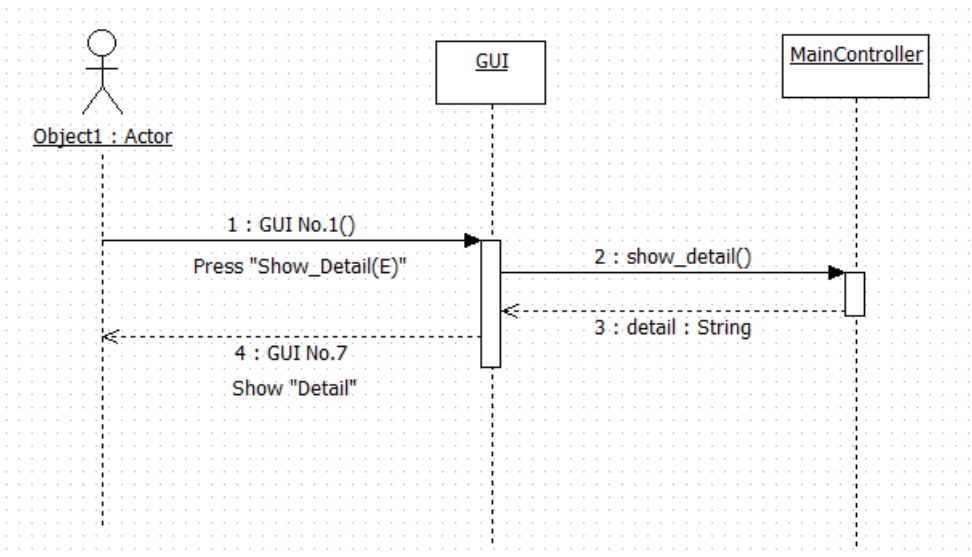 GUI
MainController
Object1 : Actor
1 : GUI No.1()
Press "Show_Detail(E)"
2 : show_detail()
3 : detail : String
4 : GUI No.7
Show "Detail"